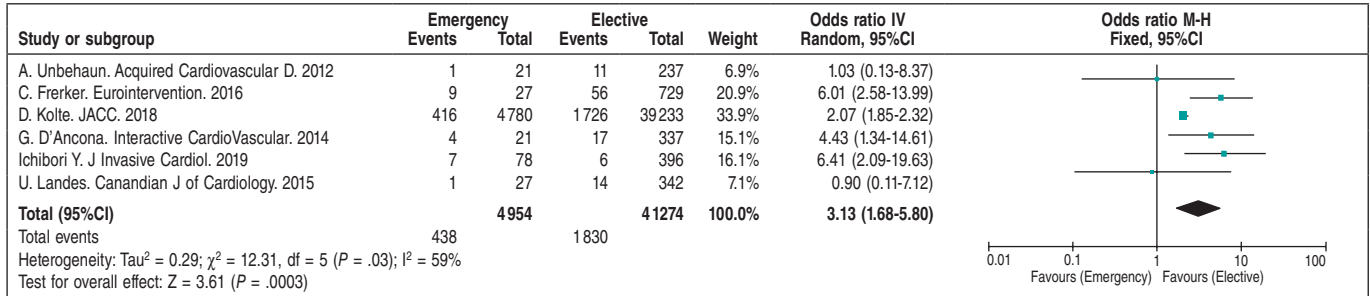 Emergency Elective Odds ratio IV Odds ratio M-H
Study or subgroup Events Total Events Total Weight Random, 95%CI Fixed, 95%CI
A. Unbehaun. Acquired Cardiovascular D. 2012 1 21 11 237 6.9% 1.03 (0.13-8.37)
C. Frerker. Eurointervention. 2016 9 27 56 729 20.9% 6.01 (2.58-13.99)
D. Kolte. JACC. 2018 416 4780 1726 39233 33.9% 2.07 (1.85-2.32)
G. D'Ancona. Interactive CardioVascular. 2014 4 21 17 337 15.1% 4.43 (1.34-14.61)
Ichibori Y. J Invasive Cardiol. 2019 7 78 6 396 16.1% 6.41 (2.09-19.63)
U. Landes. Canandian J of Cardiology. 2015 1 27 14 342 7.1% 0.90 (0.11-7.12)
Total (95%CI) 4954 41274 100.0% 3.13 (1.68-5.80)
Total events 438 1830
Heterogeneity: Tau² = 0.29; χ² = 12.31, df = 5 (P = .03); I² = 59%
Test for overall effect: Z = 3.61 (P = .0003)
0.01 0.1 1 10 100
Favours (Emergency) Favours (Elective)